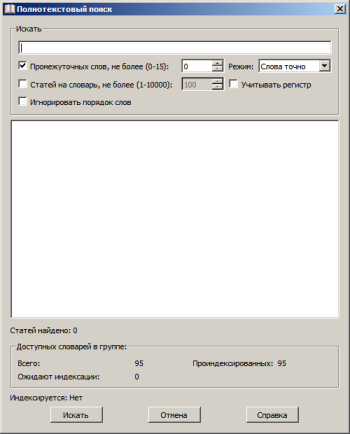 Полнотекстовый поиск
Искать
Промежуточных слов, не более (0-15): 0 Режим: Слова точно
Статей на словарь, не более (1-10000): 100 Учитывать регистр
Игнорировать порядок слов
Статей найдено: 0
Доступных словарей в группе:
Всего: 95 Проиндексированных: 95
Ожидают индексации: 0
Индексируется: Нет
Искать Отмена Справка